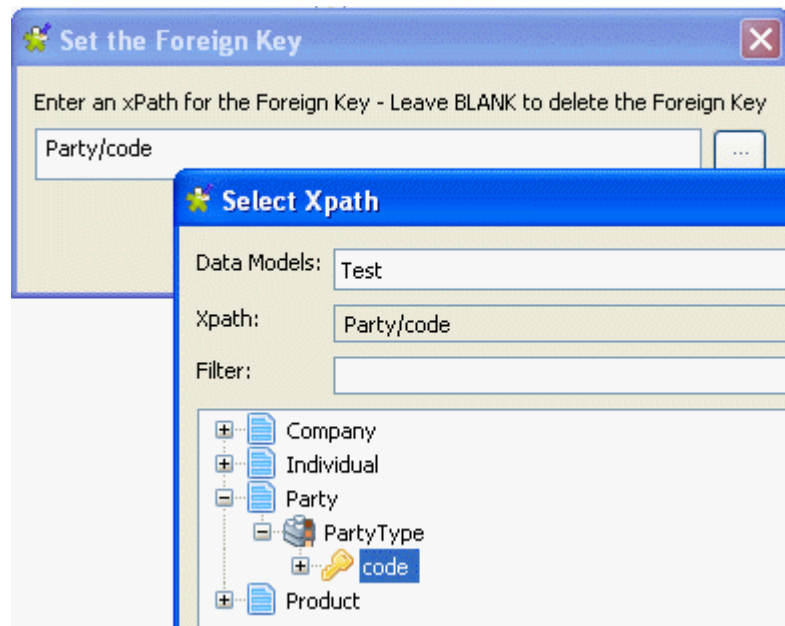 Set the Foreign Key
Enter an xPath for the Foreign Key - Leave BLANK to delete the Foreign Key
Party/code
...
Select Xpath
Data Models: Test
Xpath: Party/code
Filter:
Company
Individual
Party
PartyType
code
Product